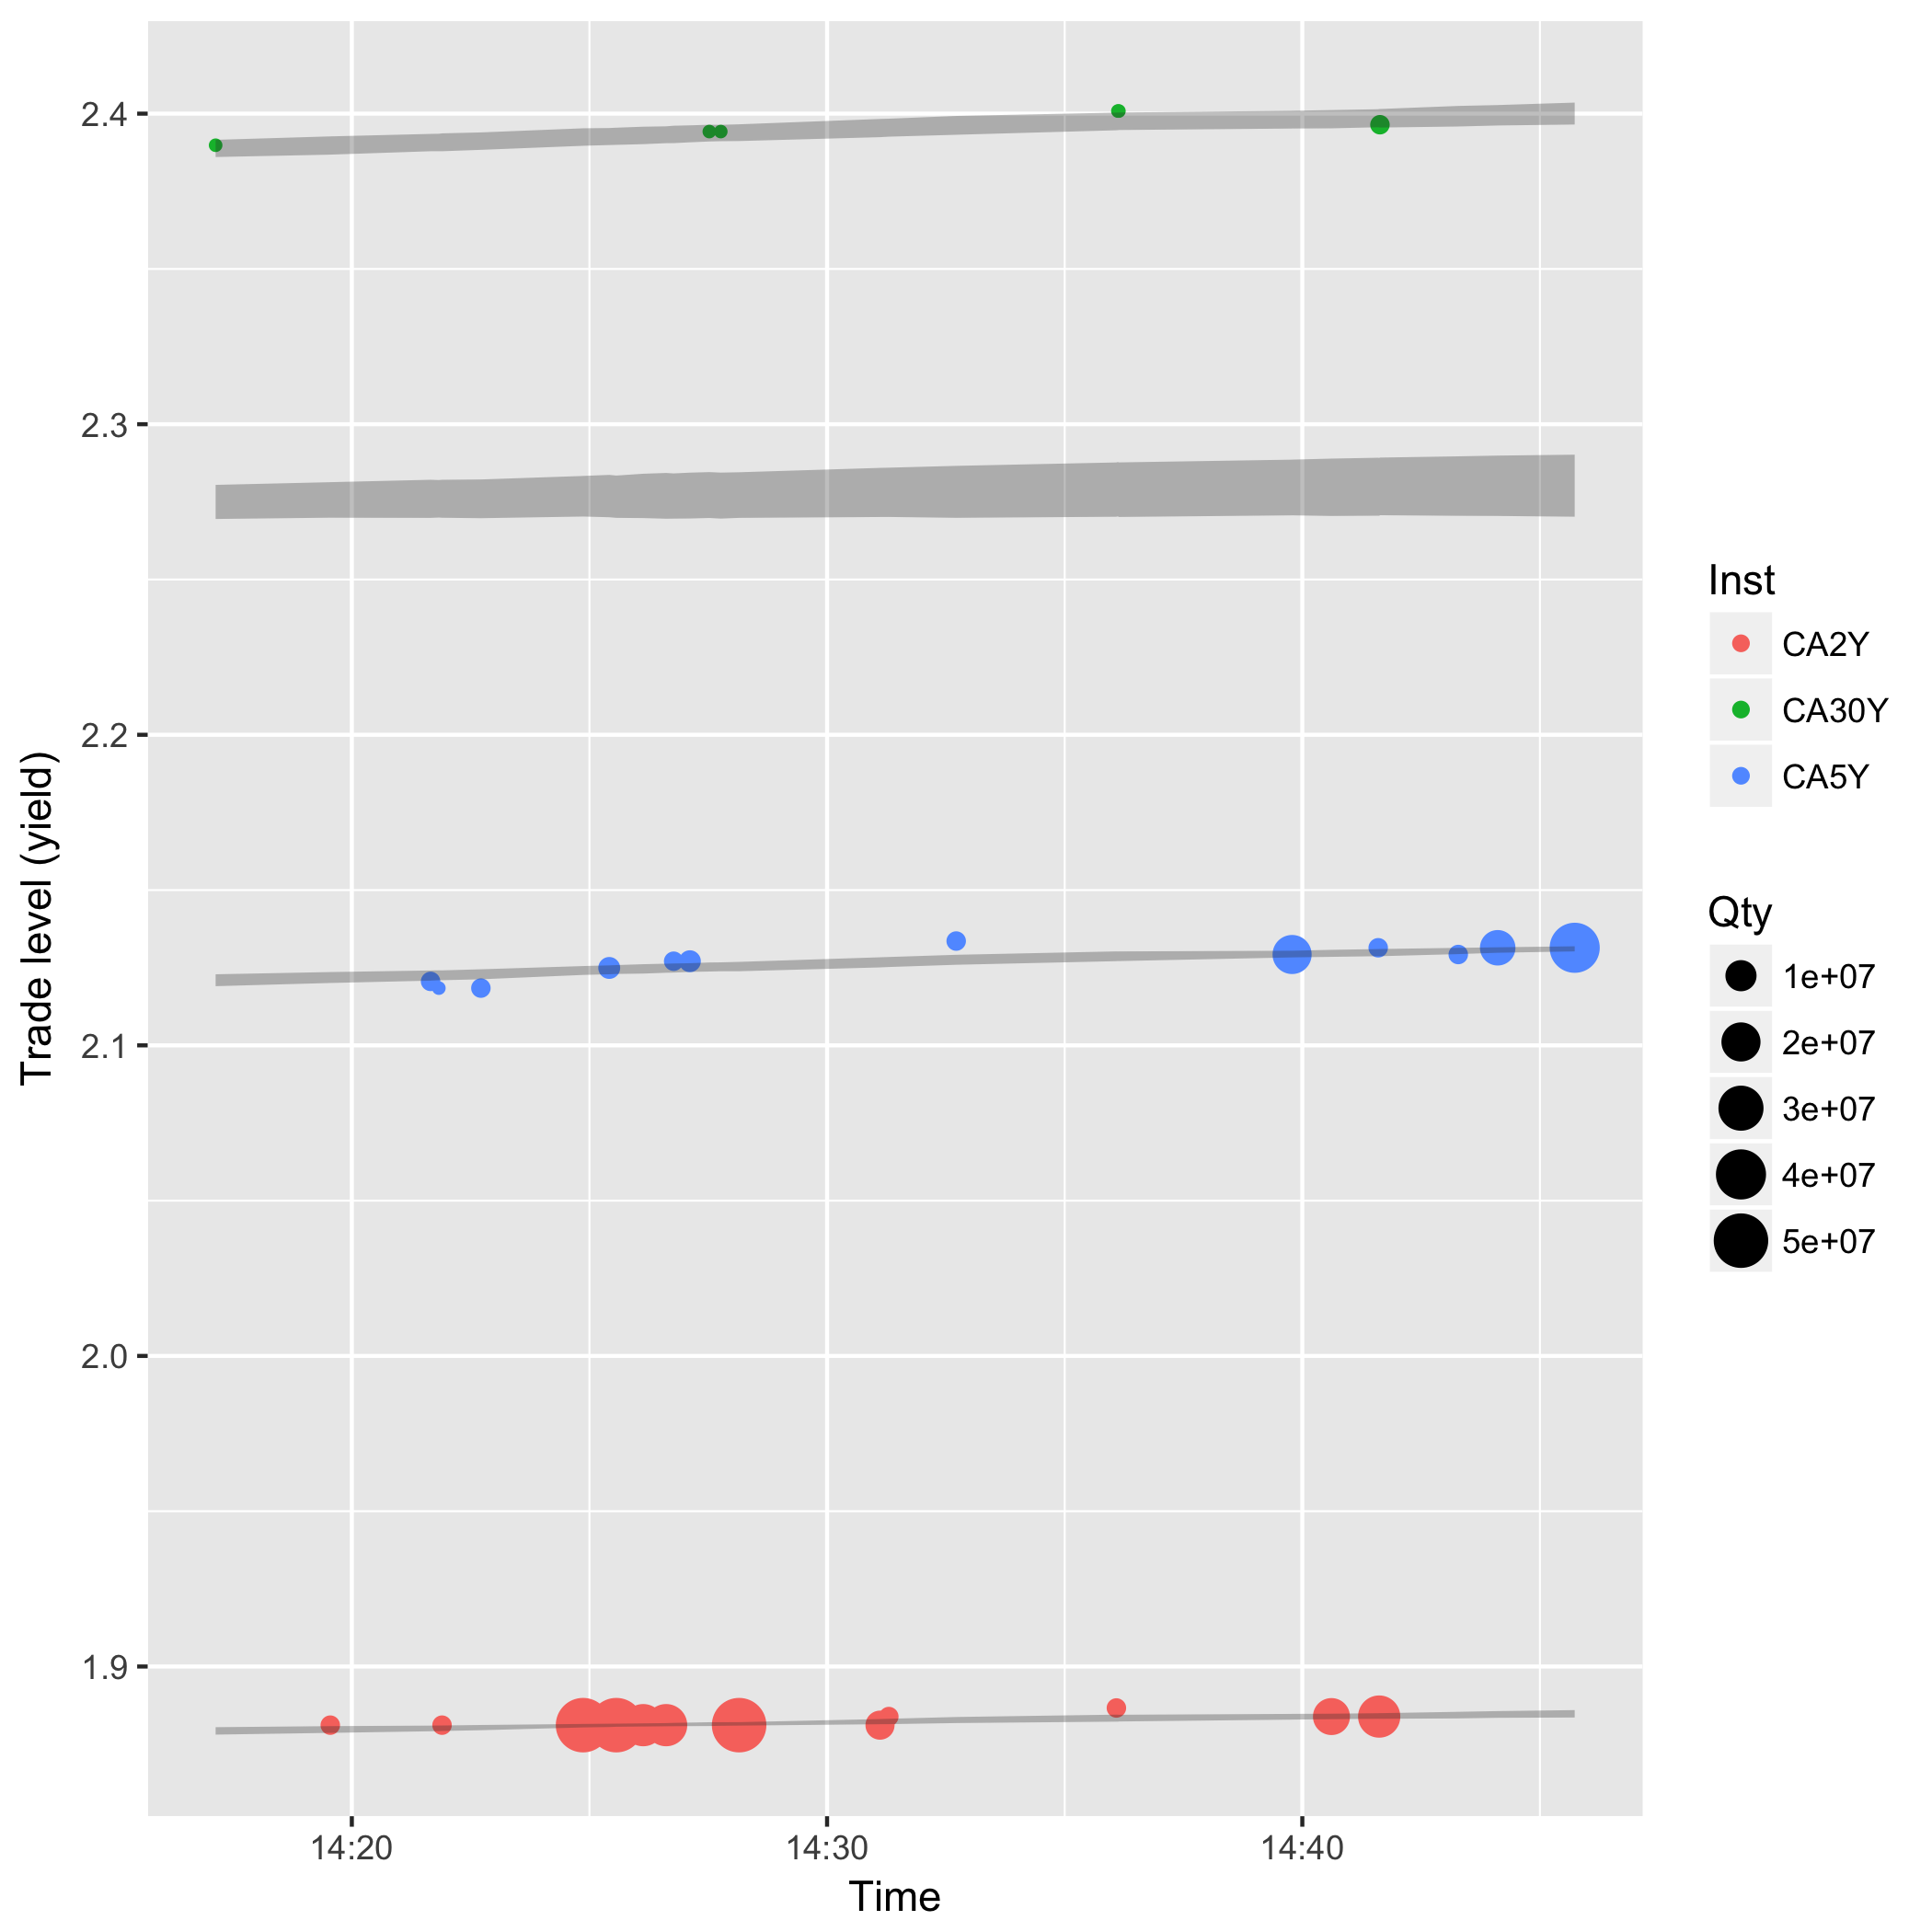 Trade level (yield)
2.4
2.3
2.2
2.1
2.0
1.9
14:20
14:30
14:40
Time
Inst
CA2Y
CA30Y
CA5Y
Qty
1e+07
2e+07
3e+07
4e+07
5e+07